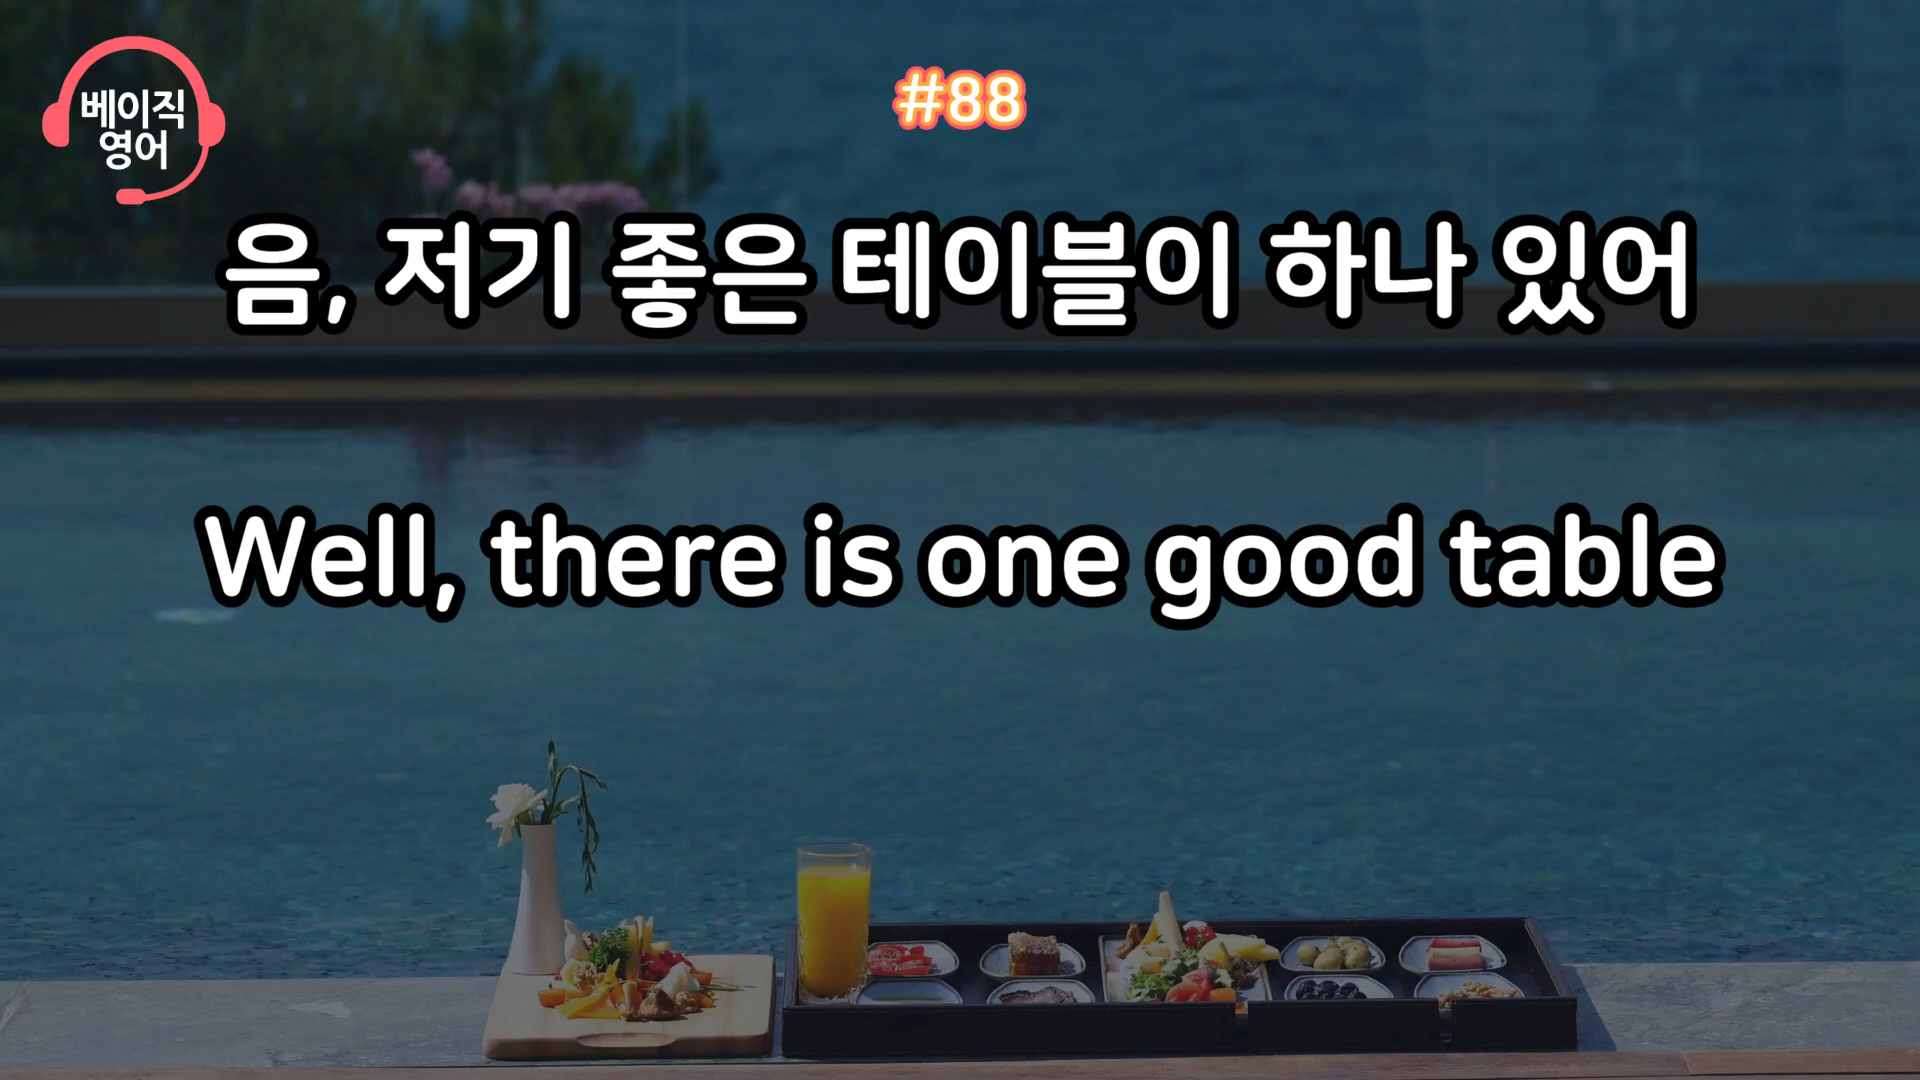 베이직
영어
#88
음, 저기 좋은 테이블이 하나 있어
Well, there is one good table